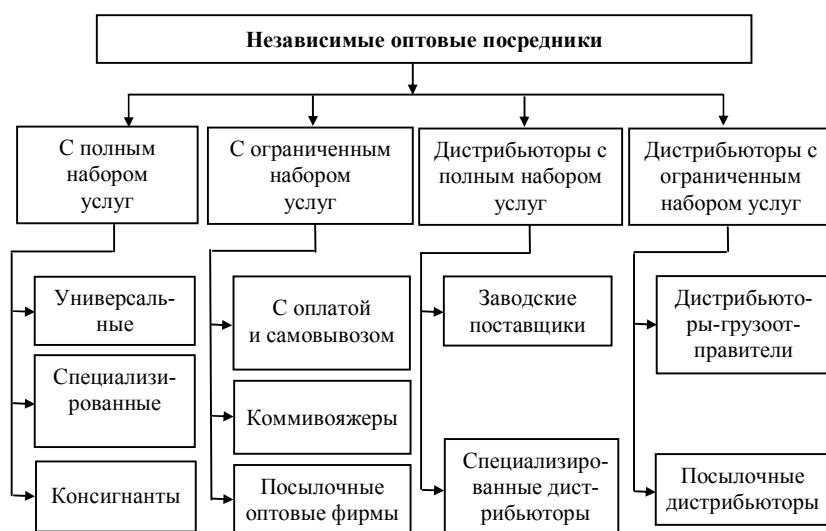 Независимые оптовые посредники
С полным
набором
услуг
С ограниченным
набором
услуг
Дистрибьюторы с
полным набором
услуг
Дистрибьюторы с
ограниченным
набором услуг
Универсаль-
ные
Специализи-
рованные
Консигнанты
С оплатой
и самовывозом
Коммивояжеры
Посылочные
оптовые фирмы
Заводские
поставщики
Специализиро-
ванные дист-
рибьюторы
Дистрибьюто-
ры-грузоот-
правители
Посылочные
дистрибьюторы